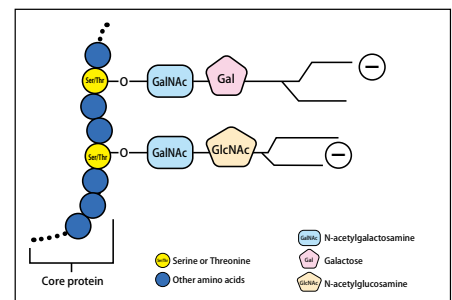 Ser/Thr
O
GalNAc
Gal
−
Ser/Thr
O
GalNAc
GlcNAc
−
Core protein
Ser/Thr
Serine or Threonine
Other amino acids
GalNAc
N-acetylgalactosamine
Gal
Galactose
GlcNAc
N-acetylglucosamine